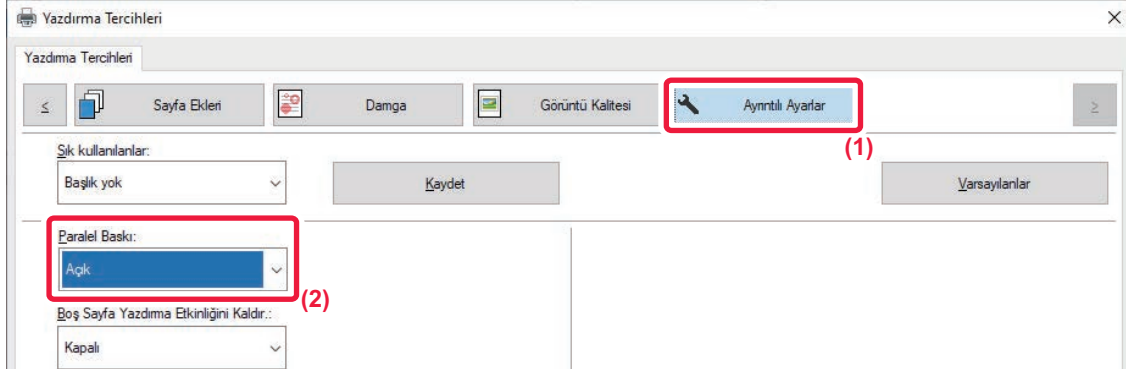 Yazdırma Tercihleri
Yazdırma Tercihleri
< Sayfa Ekleri Damga Görüntü Kalitesi Ayrıntılı Ayarlar >
(1)
Sık kullanılanlar:
Başlık yok Kaydet Varsayılanlar
Paralel Baskı:
Açık
(2)
Boş Sayfa Yazdırma Etkinliğini Kaldır.:
Kapalı